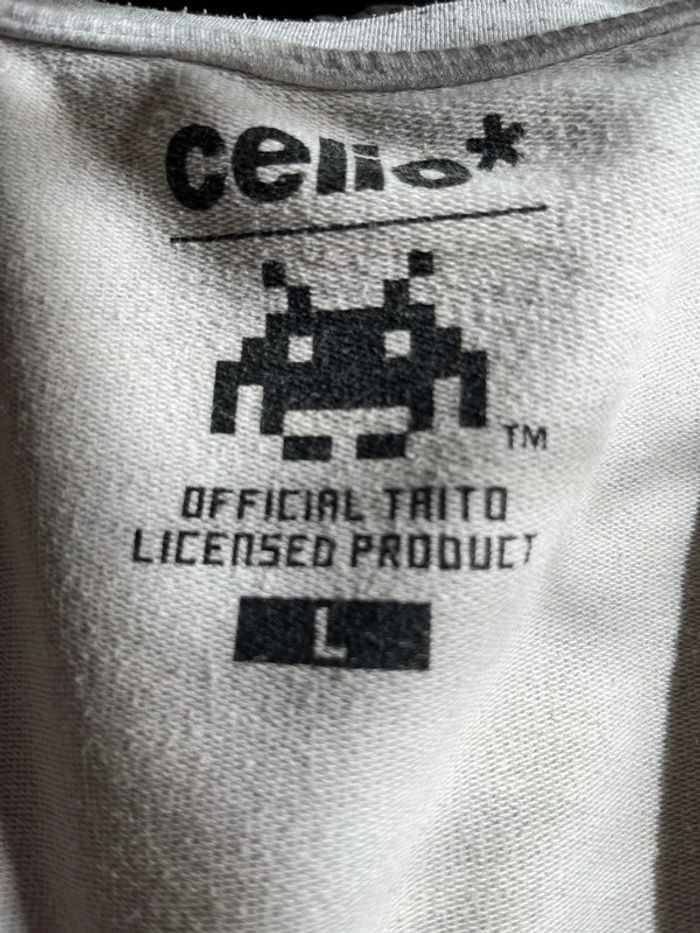 celio*
TM
OFFICIAL TAITO
LICENSED PRODUCT
L